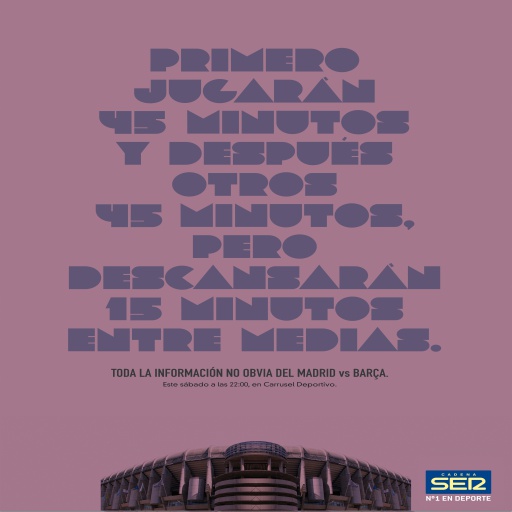 PRIMERO
JUGARÁN
45 MINUTOS
Y DESPUÉS
OTROS
45 MINUTOS,
PERO
DESCANSARÁN
15 MINUTOS
ENTRE MEDIAS.
TODA LA INFORMACIÓN NO OBVIA DEL MADRID vs BARÇA.
Este sábado a las 22:00, en Carrusel Deportivo.
CADENA
SER
Nº1 EN DEPORTE